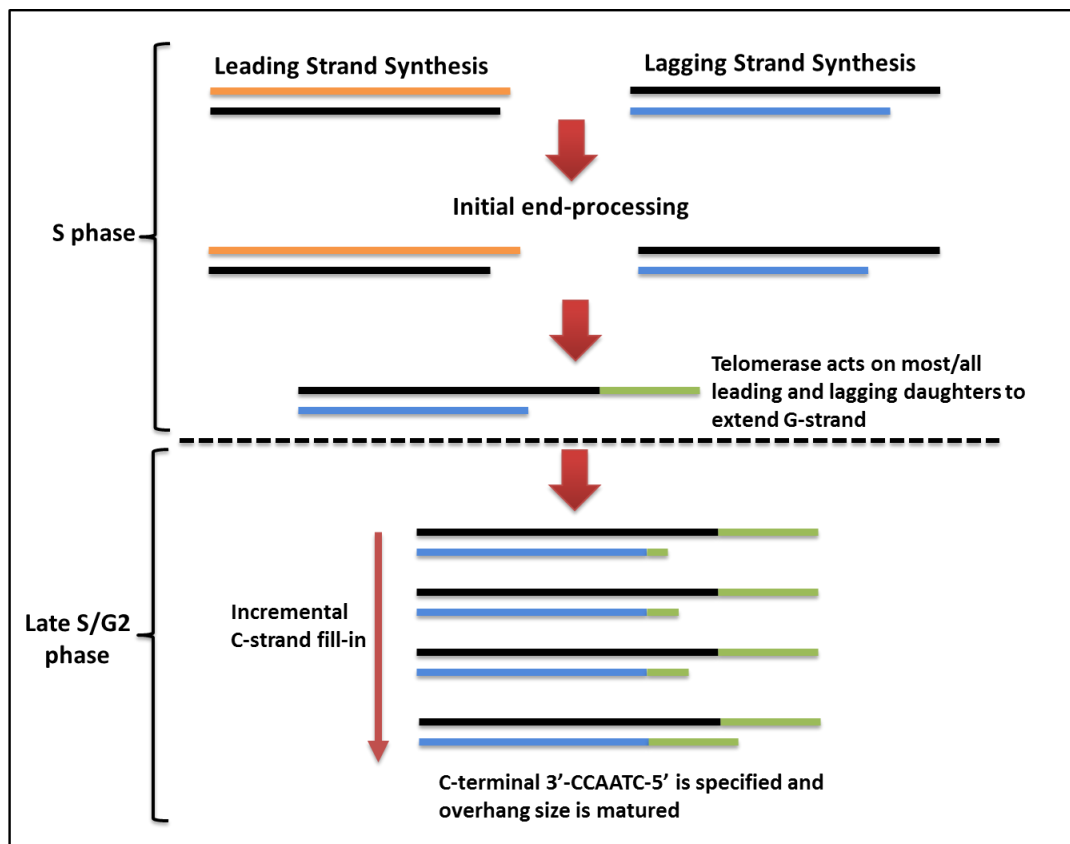 Leading Strand Synthesis
Lagging Strand Synthesis
Initial end-processing
S phase
Telomerase acts on most/all
leading and lagging daughters to
extend G-strand
Incremental
C-strand fill-in
Late S/G2
phase
C-terminal 3’-CCAATC-5’ is specified and
overhang size is matured